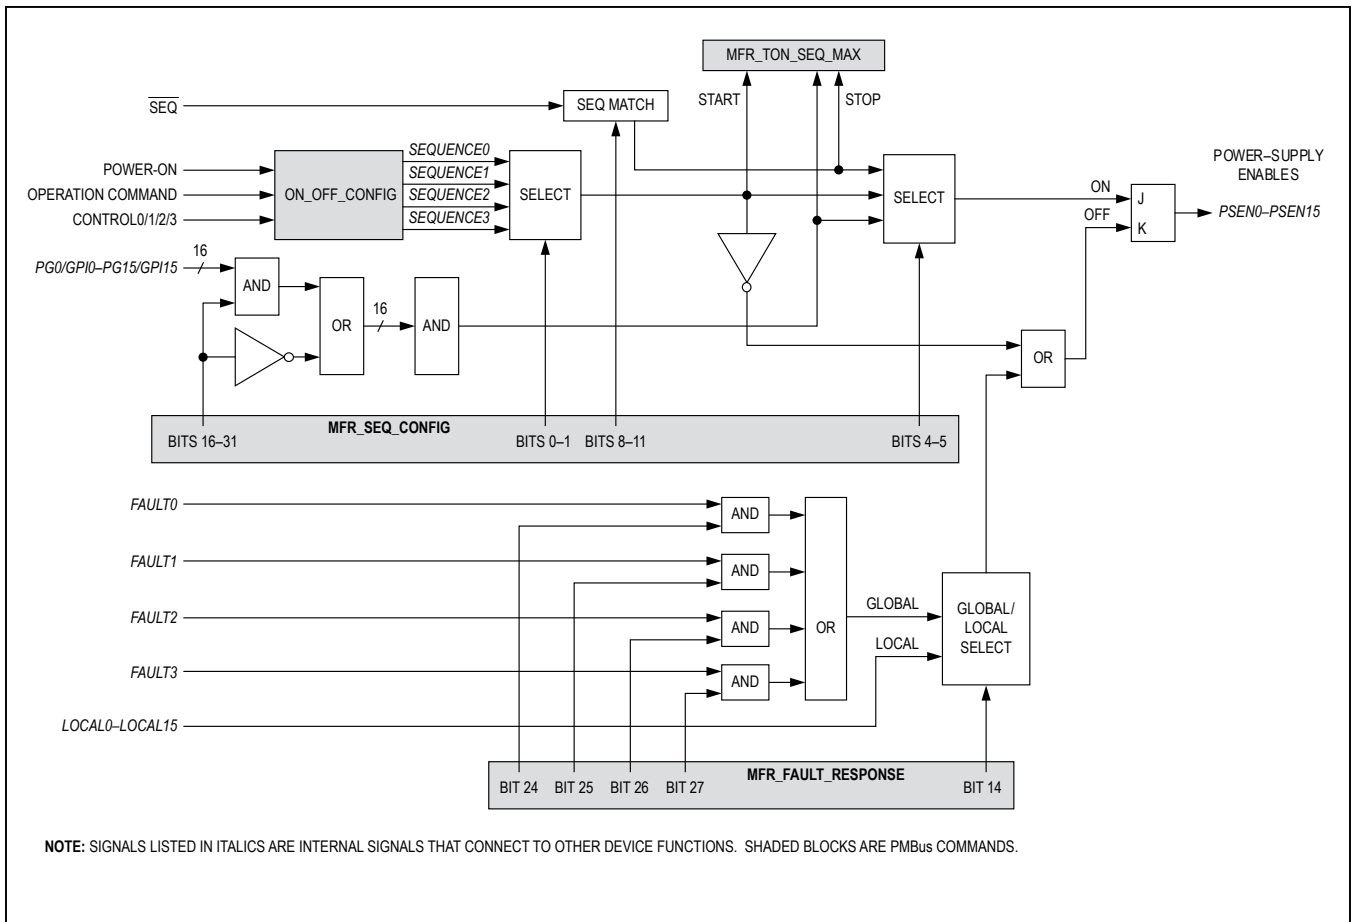 MFR_TON_SEQ_MAX
START
STOP
SEQ
SEQ MATCH
POWER-ON
OPERATION COMMAND
CONTROL0/1/2/3
ON_OFF_CONFIG
SEQUENCE0
SEQUENCE1
SEQUENCE2
SEQUENCE3
SELECT
SELECT
ON
OFF
J
K
POWER–SUPPLY
ENABLES
PSEN0–PSEN15
PG0/GPI0–PG15/GPI15
16
AND
OR
16
AND
OR
MFR_SEQ_CONFIG
BITS 16–31
BITS 0–1
BITS 8–11
BITS 4–5
FAULT0
AND
FAULT1
AND
FAULT2
AND
FAULT3
AND
OR
GLOBAL
LOCAL
GLOBAL/
LOCAL
SELECT
LOCAL0–LOCAL15
MFR_FAULT_RESPONSE
BIT 24
BIT 25
BIT 26
BIT 27
BIT 14
NOTE: SIGNALS LISTED IN ITALICS ARE INTERNAL SIGNALS THAT CONNECT TO OTHER DEVICE FUNCTIONS. SHADED BLOCKS ARE PMBus COMMANDS.